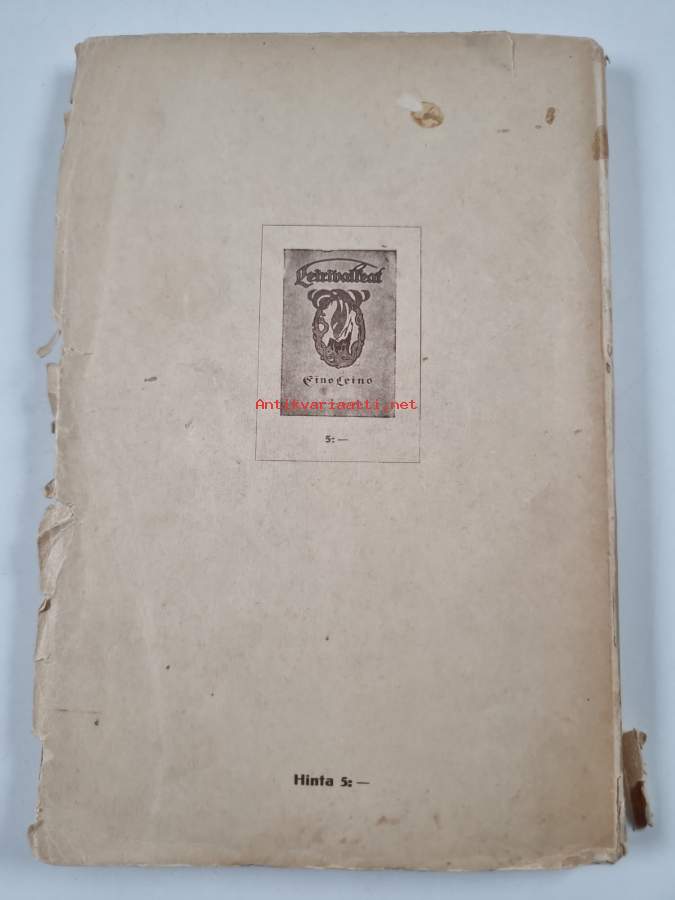 Leirivalkeat
Eino Leino
Antikvariaatti.net
5: —
Hinta 5: —